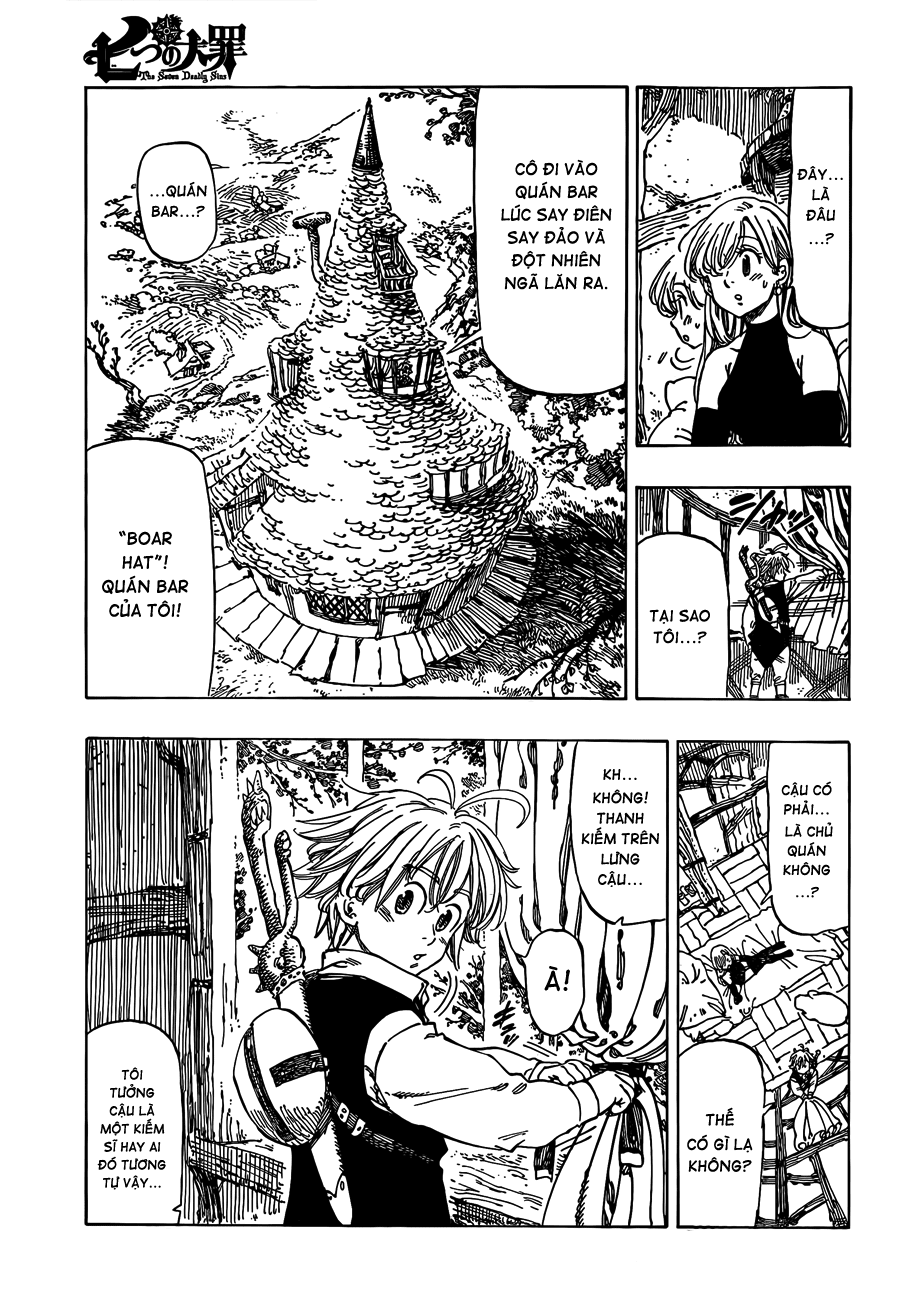 七つの大罪
The Seven Deadly Sins
ĐÂY...
LÀ
ĐÂU
...?
TẠI SAO
TÔI...?
ジャッ
CÔ ĐI VÀO
QUÁN BAR
LÚC SAY ĐIÊN
SAY ĐẢO VÀ
ĐỘT NHIÊN
NGÃ LĂN RA.
...QUÁN
BAR...?
“BOAR
HAT”!
QUÁN BAR
CỦA TÔI!
CẬU CÓ
PHẢI...
LÀ CHỦ
QUÁN
KHÔNG
...?
THẾ
CÓ GÌ LẠ
KHÔNG?
KH...
KHÔNG!
THANH
KIẾM TRÊN
LƯNG
CẬU...
À!
TÔI
TƯỞNG
CẬU LÀ
MỘT KIẾM
SĨ HAY AI
ĐÓ TƯƠNG
TỰ VẬY...